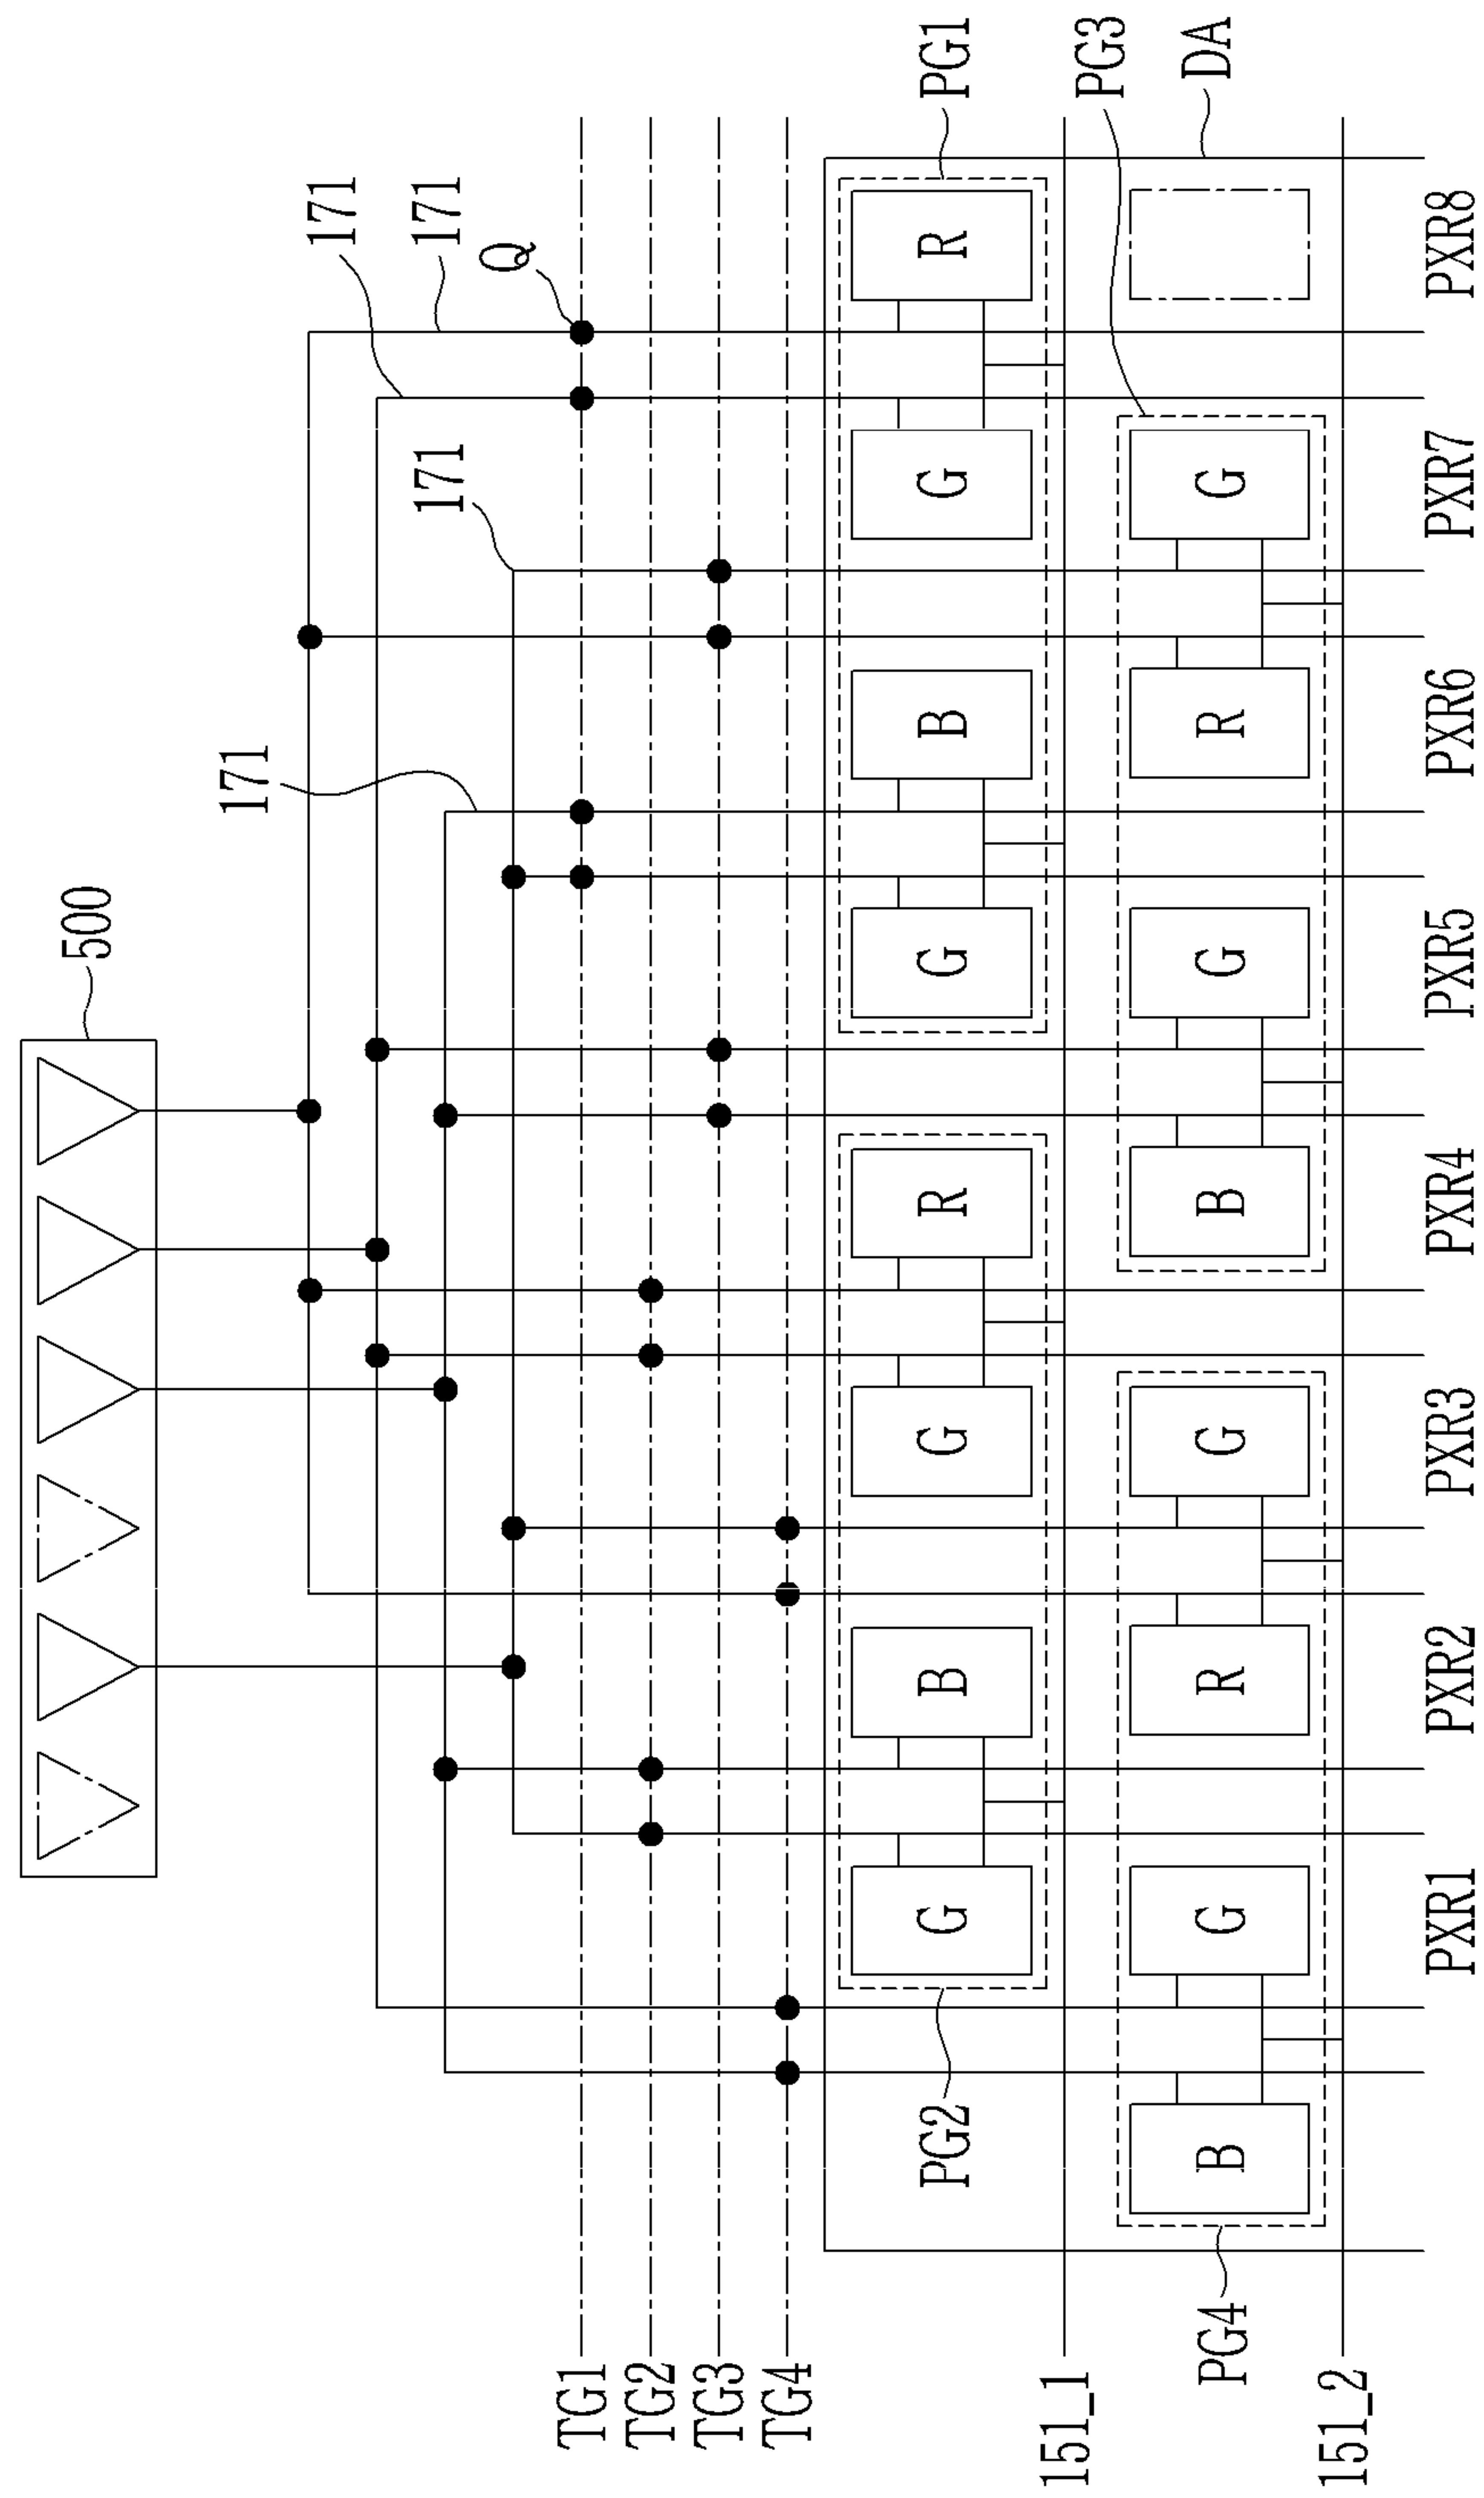 500
171
171
171
171
Q
TG1
TG2
TG3
TG4
PG2 G B G R G B G R PG1
151_1
PG3
PG4 B G R G B G R G DA
151_2
PXR1 PXR2 PXR3 PXR4 PXR5 PXR6 PXR7 PXR8